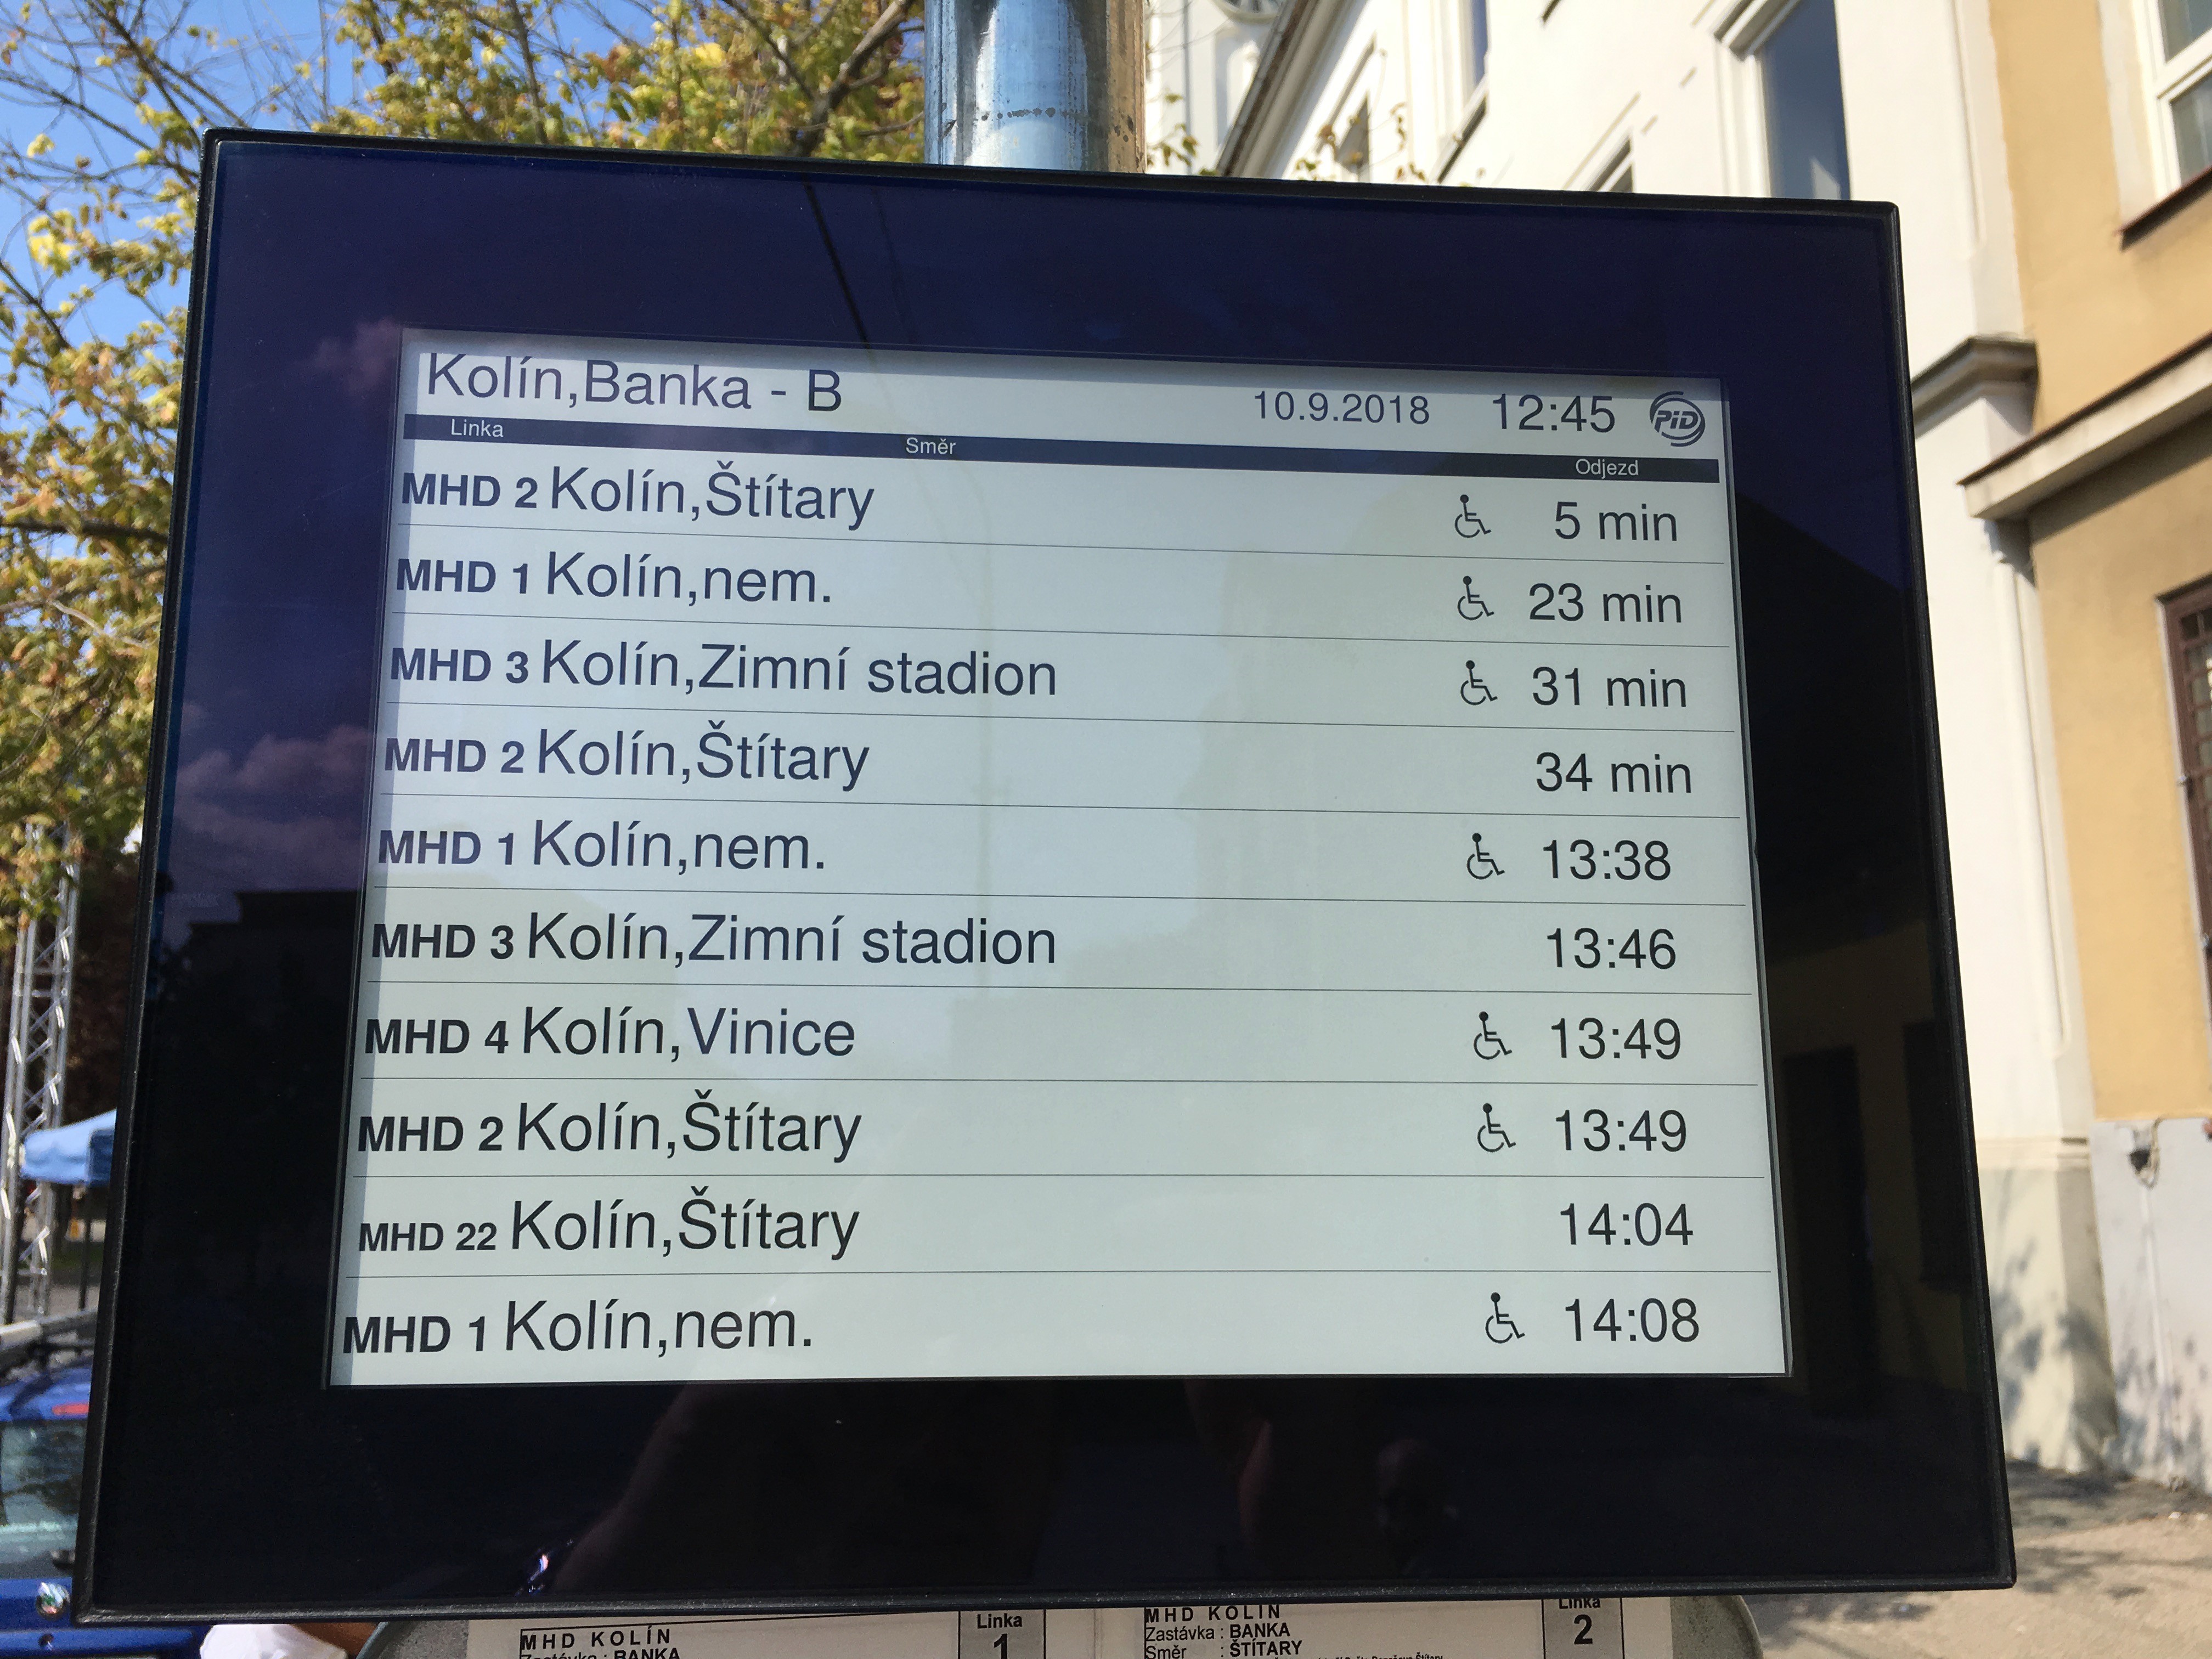 Kolín,Banka - B 10.9.2018 12:45 PiD
Linka Směr Odjezd
MHD 2 Kolín,Štítary 5 min
MHD 1 Kolín,nem. 23 min
MHD 3 Kolín,Zimní stadion 31 min
MHD 2 Kolín,Štítary 34 min
MHD 1 Kolín,nem. 13:38
MHD 3 Kolín,Zimní stadion 13:46
MHD 4 Kolín,Vinice 13:49
MHD 2 Kolín,Štítary 13:49
MHD 22 Kolín,Štítary 14:04
MHD 1 Kolín,nem. 14:08
MHD KOLÍN
Zastávka : BANKA
Linka
1
MHD KOLÍN
Zastávka : BANKA
Směr : ŠTÍTARY
Linka
2